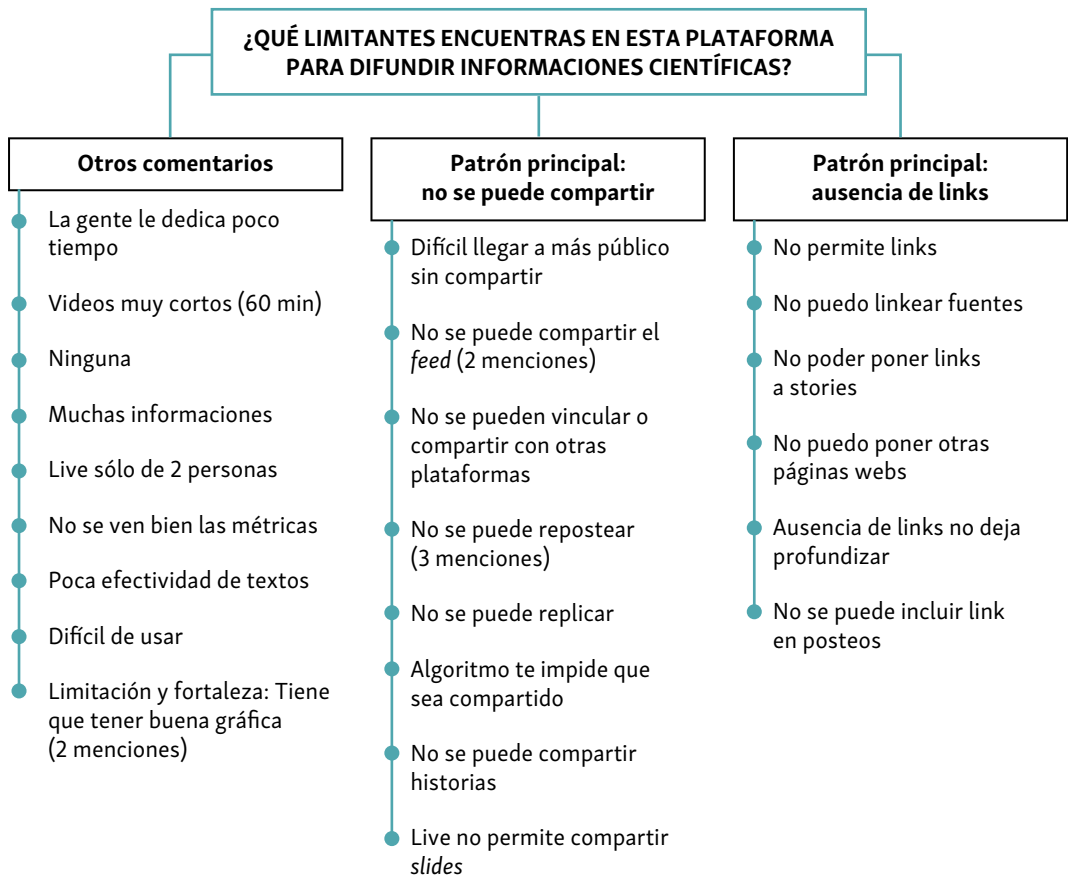 ¿QUÉ LIMITANTES ENCUENTRAS EN ESTA PLATAFORMA
PARA DIFUNDIR INFORMACIONES CIENTÍFICAS?
Otros comentarios
La gente le dedica poco
tiempo
Videos muy cortos (60 min)
Ninguna
Muchas informaciones
Live sólo de 2 personas
No se ven bien las métricas
Poca efectividad de textos
Difícil de usar
Limitación y fortaleza: Tiene
que tener buena gráfica
(2 menciones)
Patrón principal:
no se puede compartir
Difícil llegar a más público
sin compartir
No se puede compartir el
feed (2 menciones)
No se pueden vincular o
compartir con otras
plataformas
No se puede repostear
(3 menciones)
No se puede replicar
Algoritmo te impide que
sea compartido
No se puede compartir
historias
Live no permite compartir
slides
Patrón principal:
ausencia de links
No permite links
No puedo linkear fuentes
No poder poner links
a stories
No puedo poner otras
páginas webs
Ausencia de links no deja
profundizar
No se puede incluir link
en posteos